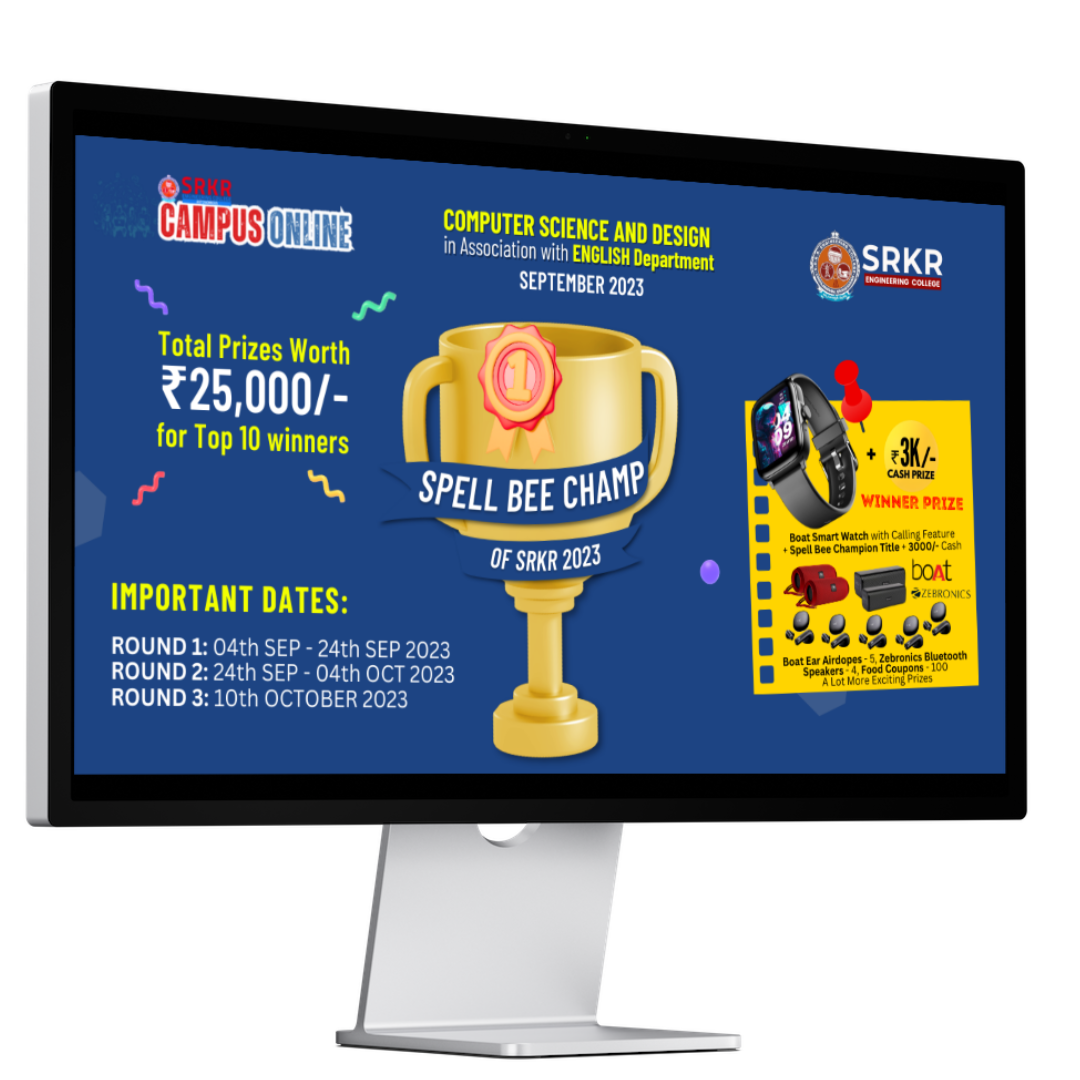 SRKR
CAMPUS ONLINE
COMPUTER SCIENCE AND DESIGN
in Association with ENGLISH Department
SEPTEMBER 2023
SRKR
ENGINEERING COLLEGE
Total Prizes Worth
₹25,000/-
for Top 10 winners
1
SPELL BEE CHAMP
OF SRKR 2023
IMPORTANT DATES:
ROUND 1: 04th SEP - 24th SEP 2023
ROUND 2: 24th SEP - 04th OCT 2023
ROUND 3: 10th OCTOBER 2023
04
09
+ ₹3K/-
CASH PRIZE
WINNER PRIZE
Boat Smart Watch with Calling Feature
+ Spell Bee Champion Title + 3000/- Cash
boAt
ZEBRONICS
Boat Ear Airdopes - 5, Zebronics Bluetooth
Speakers - 4, Food Coupons - 100
A Lot More Exciting Prizes